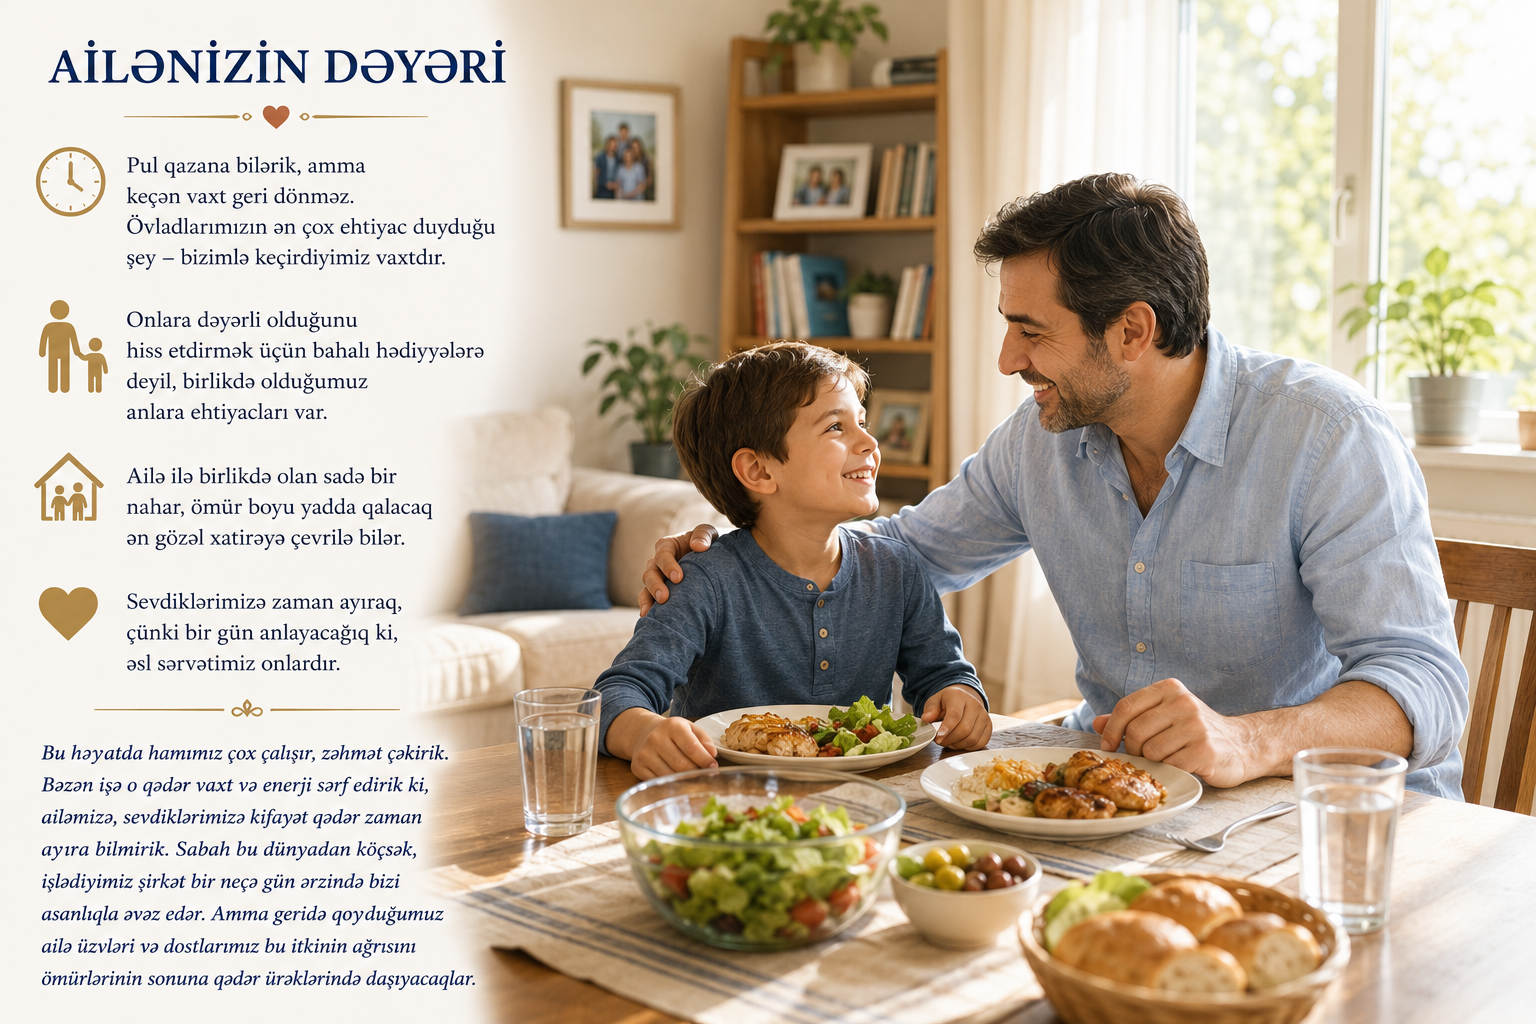 AİLƏNİZİN DƏYƏRİ
Pul qazana bilərik, amma
keçən vaxt geri dönməz.
Övladlarımızın ən çox ehtiyac duyduğu
şey – bizimlə keçirdiyimiz vaxtdır.
Onlara dəyərli olduğunu
hiss etdirmək üçün bahalı hədiyyələrə
deyil, birlikdə olduğumuz
anlara ehtiyacları var.
Ailə ilə birlikdə olan sadə bir
nahar, ömür boyu yadda qalacaq
ən gözəl xatirəyə çevrilə bilər.
Sevdiklərimizə zaman ayıraq,
çünki bir gün anlayacağıq ki,
əsl sərvətimiz onlardır.
Bu həyatda hamımız çox çalışır, zəhmət çəkirik.
Bəzən işə o qədər vaxt və enerji sərf edirik ki,
ailəmizə, sevdiklərimizə kifayət qədər zaman
ayıra bilmirik. Sabah bu dünyadan köçsək,
işlədiyimiz şirkət bir neçə gün ərzində bizi
asanlıqla əvəz edər. Amma geridə qoyduğumuz
ailə üzvləri və dostlarımız bu itkinin ağrısını
ömürlərinin sonuna qədər ürəklərində daşıyacaqlar.